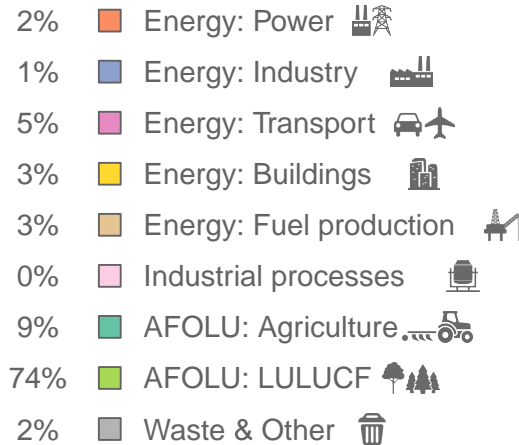 2% Energy: Power
1% Energy: Industry
5% Energy: Transport
3% Energy: Buildings
3% Energy: Fuel production
0% Industrial processes
9% AFOLU: Agriculture
74% AFOLU: LULUCF
2% Waste & Other